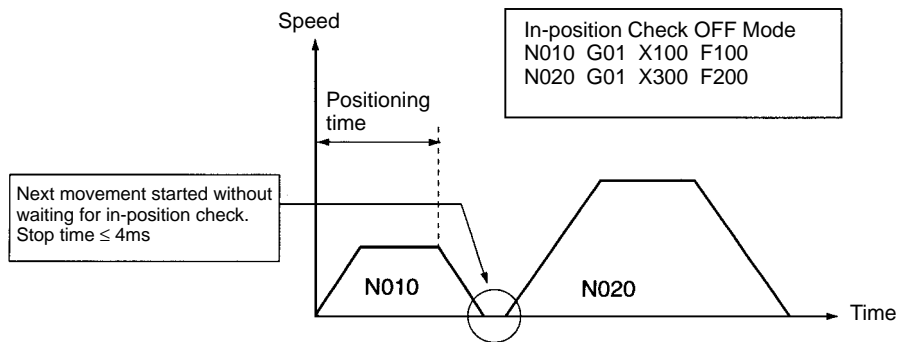 Speed
In-position Check OFF Mode
N010 G01 X100 F100
N020 G01 X300 F200
Positioning
time
Next movement started without
waiting for in-position check.
Stop time ≤ 4ms
N010
N020
Time